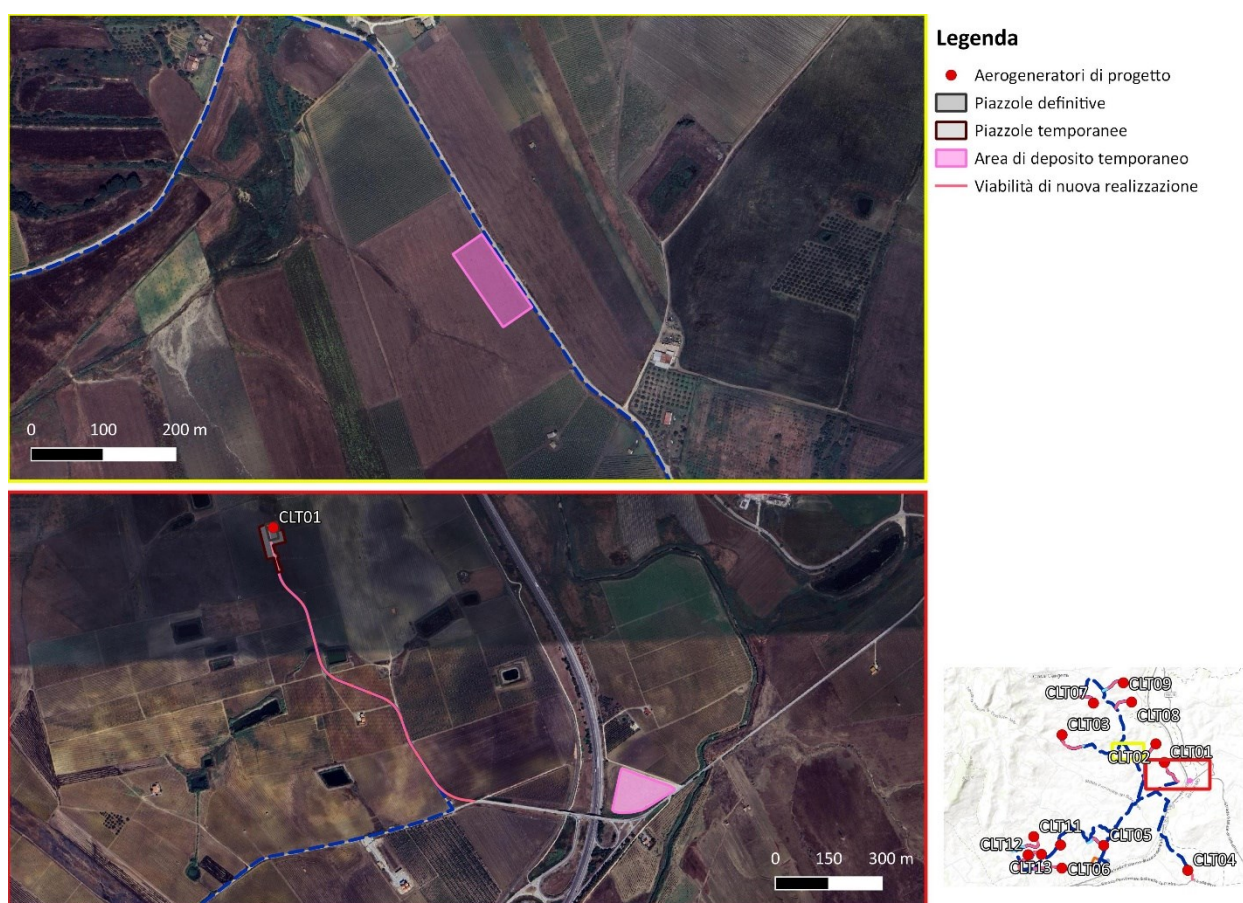 Legenda
Aerogeneratori di progetto
Piazzole definitive
Piazzole temporanee
Area di deposito temporaneo
Viabilità di nuova realizzazione
0 100 200 m
CLT01
0 150 300 m
CLT09
CLT07
CLT08
CLT03
CLT02
CLT01
CLT11
CLT12
CLT05
CLT13
CLT06
CLT04